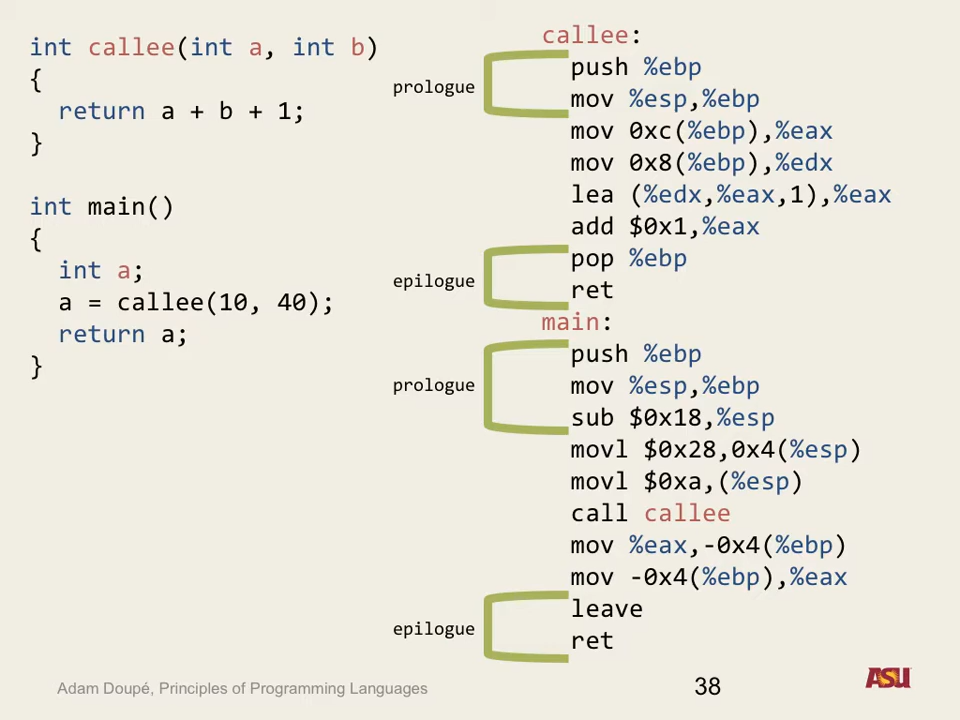 int callee(int a, int b)
{
return a + b + 1;
}
int main()
{
int a;
a = callee(10, 40);
return a;
}
prologue
epilogue
prologue
epilogue
callee:
push %ebp
mov %esp,%ebp
mov 0xc(%ebp),%eax
mov 0x8(%ebp),%edx
lea (%edx,%eax,1),%eax
add $0x1,%eax
pop %ebp
ret
main:
push %ebp
mov %esp,%ebp
sub $0x18,%esp
movl $0x28,0x4(%esp)
movl $0xa,(%esp)
call callee
mov %eax,-0x4(%ebp)
mov -0x4(%ebp),%eax
leave
ret
Adam Doupé, Principles of Programming Languages
38
ASU